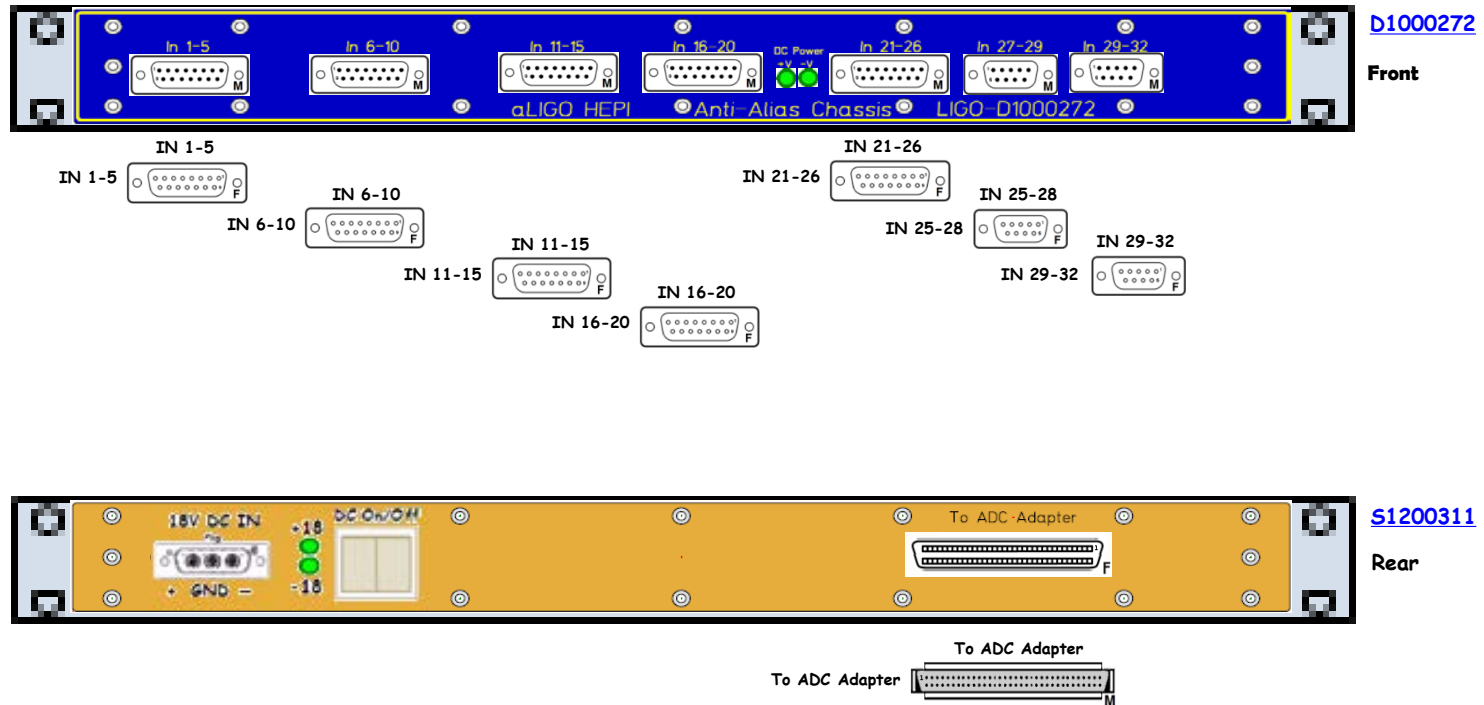 D1000272
In 1-5 In 6-10 In 11-15 In 16-20 DC Power In 21-26 In 27-29 In 29-32
+V -V
M M M M M M M
Front
aLIGO HEPI Anti-Alias Chassis LIGO-D1000272
IN 1-5
IN 1-5 F
IN 6-10
IN 6-10 F
IN 11-15
IN 11-15 F
IN 16-20
IN 16-20 F
IN 21-26
IN 21-26 F
IN 25-28
IN 25-28 F
IN 29-32
IN 29-32 F
S1200311
18V DC IN +18 DC On/Off To ADC-Adapter
F
Rear
+ GND - -18
To ADC Adapter
To ADC Adapter
M